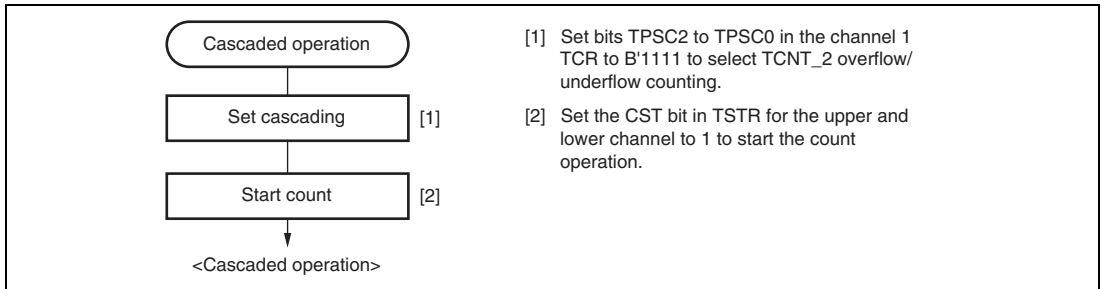 Cascaded operation
Set cascading
[1]
Start count
[2]
<Cascaded operation>
[1] Set bits TPSC2 to TPSC0 in the channel 1
TCR to B'1111 to select TCNT_2 overflow/
underflow counting.
[2] Set the CST bit in TSTR for the upper and
lower channel to 1 to start the count
operation.